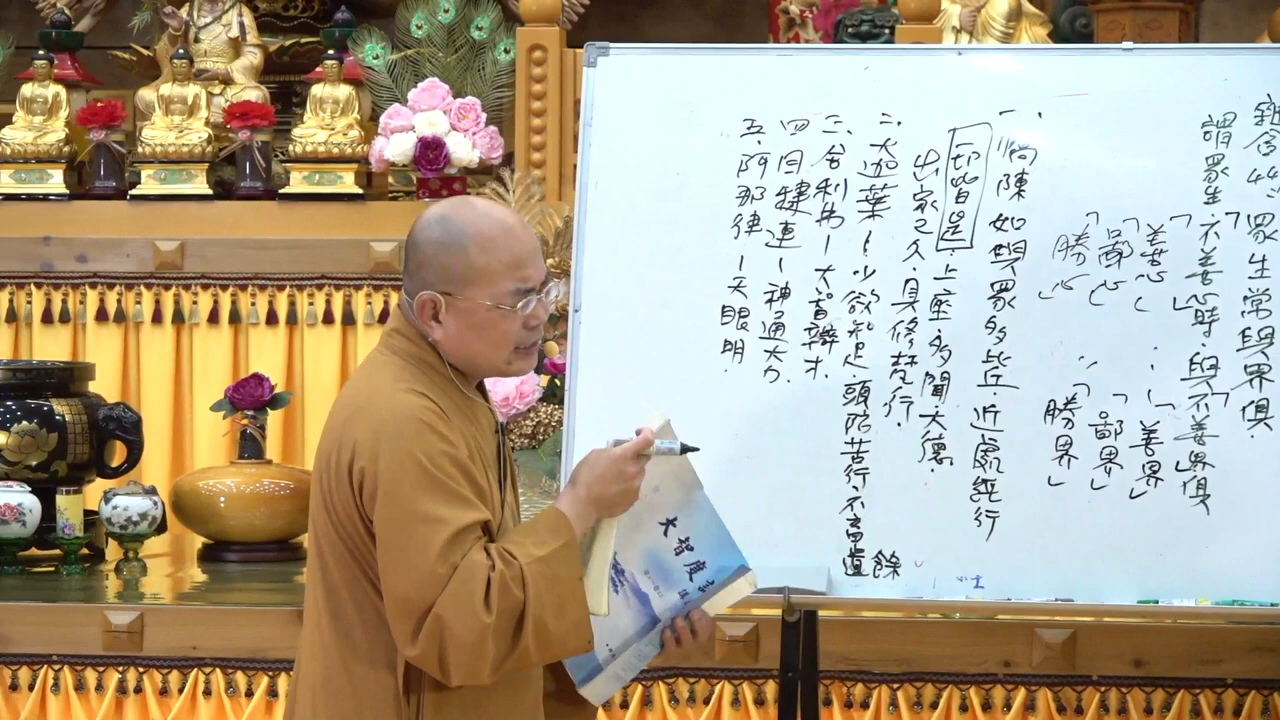 雜含16:眾生常與界俱.
謂眾生.不善心時.與「不善界」俱
「善心」..「善界」
「鄙心」「鄙界」
「勝心」..「勝界」
一.憍陳如與眾多比丘.近處經行
一切皆是.上座.多聞大德.
出家已久.具修梵行.
二.大迦葉-少欲知足.頭陀苦行.不畜遺餘
三.舍利弗-大智辯才.
四.目犍連-神通大力.
五.阿那律-天眼明.
大智度論